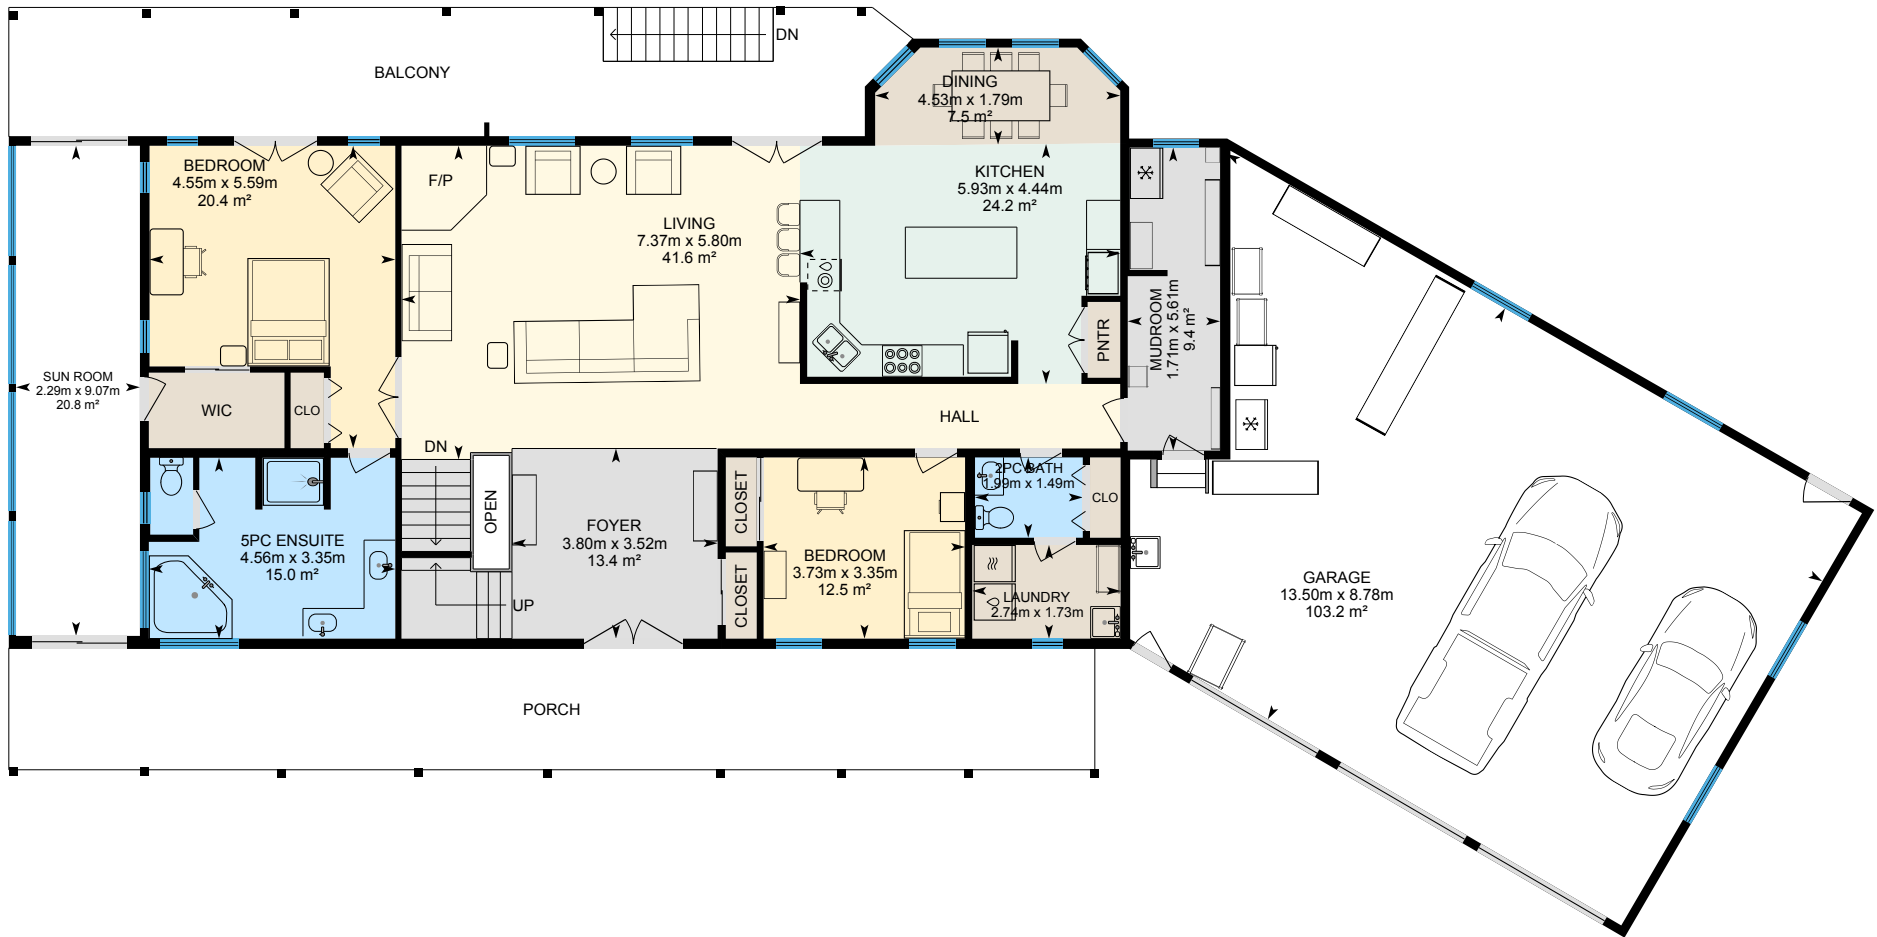 DN
BALCONY
DINING
4.53m x 1.79m
7.5 m²
BEDROOM
4.55m x 5.59m
20.4 m²
F/P
LIVING
7.37m x 5.80m
41.6 m²
KITCHEN
5.93m x 4.44m
24.2 m²
MUDROOM
1.71m x 5.61m
9.4 m²
PNTR
SUN ROOM
2.29m x 9.07m
20.8 m²
WIC
CLO
HALL
DN
OPEN
UP
FOYER
3.80m x 3.52m
13.4 m²
CLOSET
CLOSET
5PC ENSUITE
4.56m x 3.35m
15.0 m²
BEDROOM
3.73m x 3.35m
12.5 m²
2PC BATH
1.99m x 1.49m
CLO
LAUNDRY
2.74m x 1.73m
GARAGE
13.50m x 8.78m
103.2 m²
PORCH